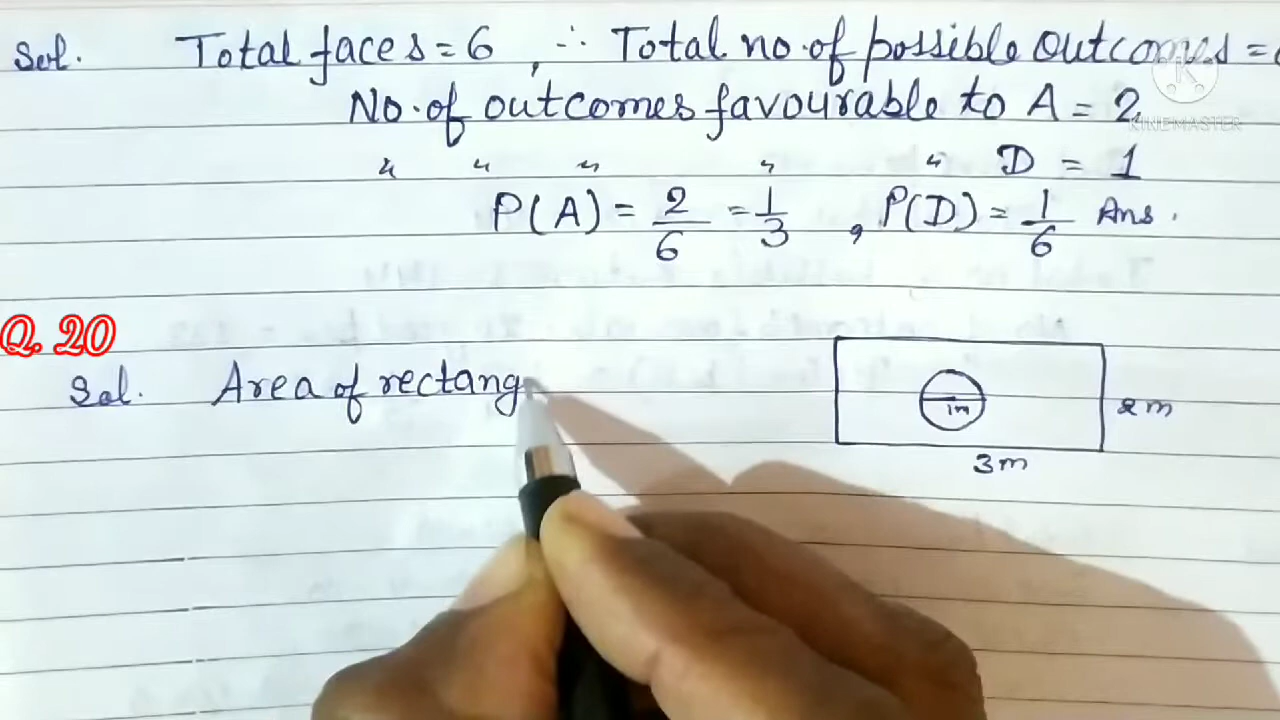 Sol. Total faces = 6, ∴ Total no. of possible outcomes =
No. of outcomes favourable to A = 2
KINEMASTER
" " " " " D = 1
P(A) = 2/6 = 1/3, P(D) = 1/6 Ans.
Q. 20
Sol. Area of rectang
1m
2m
3m